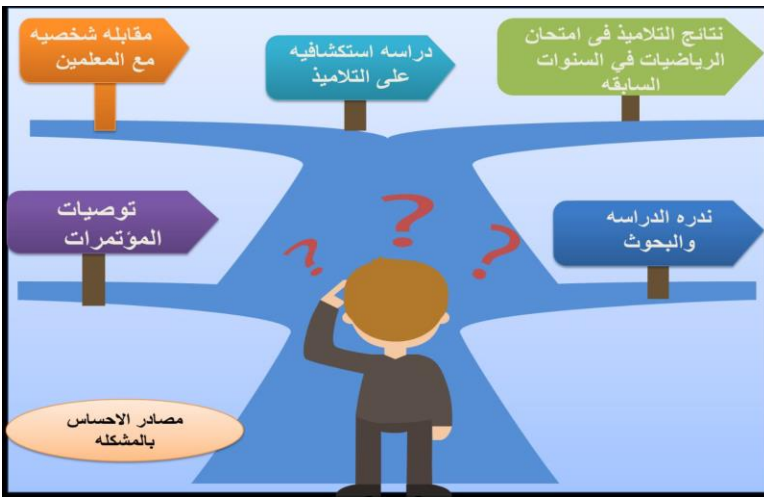 نتائج التلاميذ فى امتحان
الرياضيات في السنوات
السابقه
دراسه استكشافيه
على التلاميذ
مقابله شخصيه
مع المعلمين
ندره الدراسه
والبحوث
توصيات
المؤتمرات
؟
؟
؟
مصادر الاحساس
بالمشكله